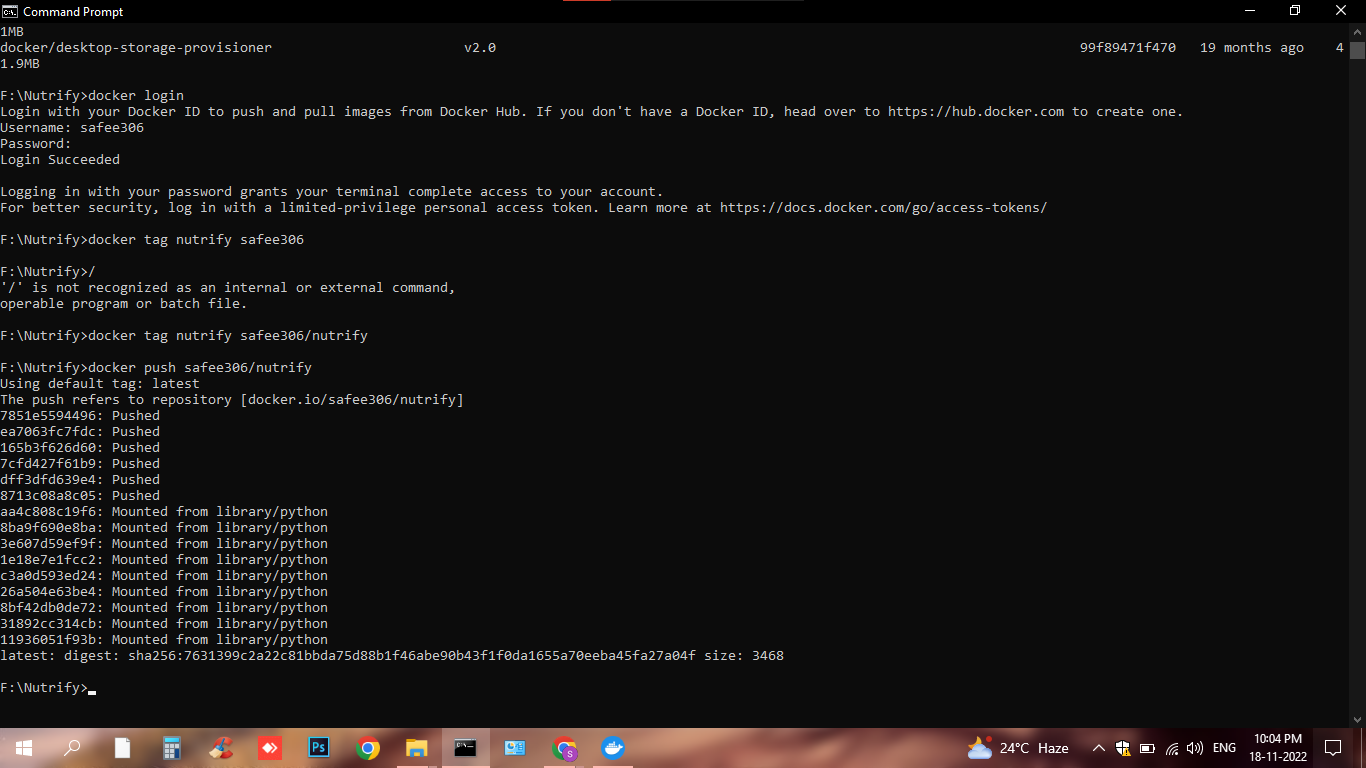 Command Prompt
1MB
docker/desktop-storage-provisioner v2.0 99f89471f470 19 months ago 4
1.9MB
F:\Nutrify>docker login
Login with your Docker ID to push and pull images from Docker Hub. If you don't have a Docker ID, head over to https://hub.docker.com to create one.
Username: safee306
Password:
Login Succeeded
Logging in with your password grants your terminal complete access to your account.
For better security, log in with a limited-privilege personal access token. Learn more at https://docs.docker.com/go/access-tokens/
F:\Nutrify>docker tag nutrify safee306
F:\Nutrify>/
'/' is not recognized as an internal or external command,
operable program or batch file.
F:\Nutrify>docker tag nutrify safee306/nutrify
F:\Nutrify>docker push safee306/nutrify
Using default tag: latest
The push refers to repository [docker.io/safee306/nutrify]
7851e5594496: Pushed
ea7063fc7fdc: Pushed
165b3f626d60: Pushed
7cfd427f61b9: Pushed
dff3dfd639e4: Pushed
8713c08a8c05: Pushed
aa4c808c19f6: Mounted from library/python
8ba9f690e8ba: Mounted from library/python
3e607d59ef9f: Mounted from library/python
1e18e7e1fcc2: Mounted from library/python
c3a0d593ed24: Mounted from library/python
26a504e63be4: Mounted from library/python
8bf42db0de72: Mounted from library/python
31892cc314cb: Mounted from library/python
11936051f93b: Mounted from library/python
latest: digest: sha256:7631399c2a22c81bbda75d88b1f46abe90b43f1f0da1655a70eeba45fa27a04f size: 3468
F:\Nutrify>
Ps
S
24°C Haze
ENG
10:04 PM
18-11-2022